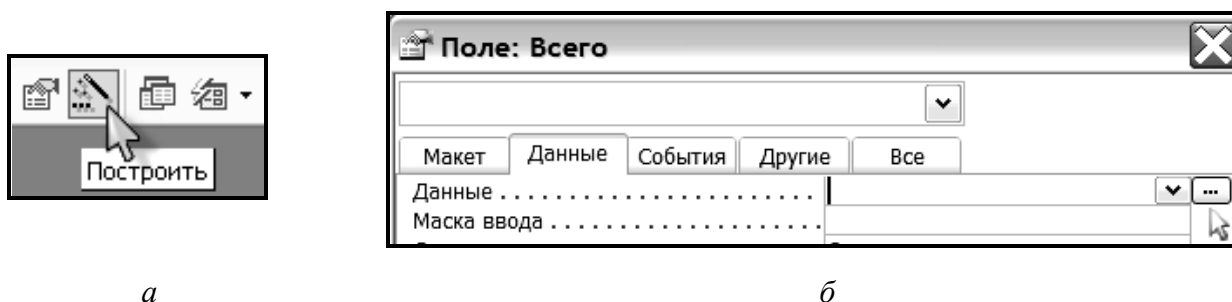 Построить
Поле: Всего
Макет Данные События Другие Все
Данные . . . . . . . . . . . . . . . . . . . . . . .
Маска ввода . . . . . . . . . . . . . . . . . . . .
а
б